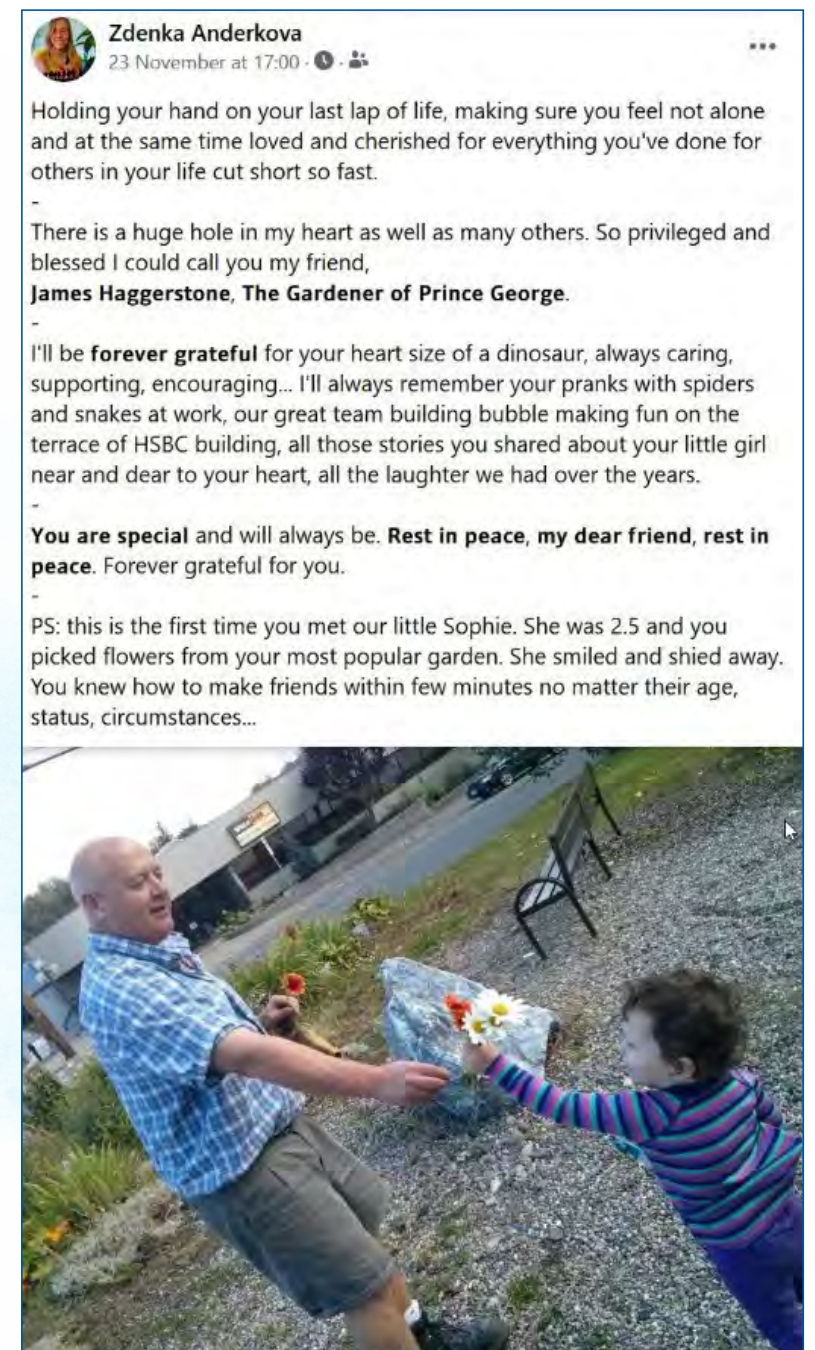 Zdenka Anderkova
23 November at 17:00 ·  · 
Holding your hand on your last lap of life, making sure you feel not alone
and at the same time loved and cherished for everything you've done for
others in your life cut short so fast.
-
There is a huge hole in my heart as well as many others. So privileged and
blessed I could call you my friend,
James Haggerstone, The Gardener of Prince George.
-
I'll be forever grateful for your heart size of a dinosaur, always caring,
supporting, encouraging... I'll always remember your pranks with spiders
and snakes at work, our great team building bubble making fun on the
terrace of HSBC building, all those stories you shared about your little girl
near and dear to your heart, all the laughter we had over the years.
-
You are special and will always be. Rest in peace, my dear friend, rest in
peace. Forever grateful for you.
-
PS: this is the first time you met our little Sophie. She was 2.5 and you
picked flowers from your most popular garden. She smiled and shied away.
You knew how to make friends within few minutes no matter their age,
status, circumstances...